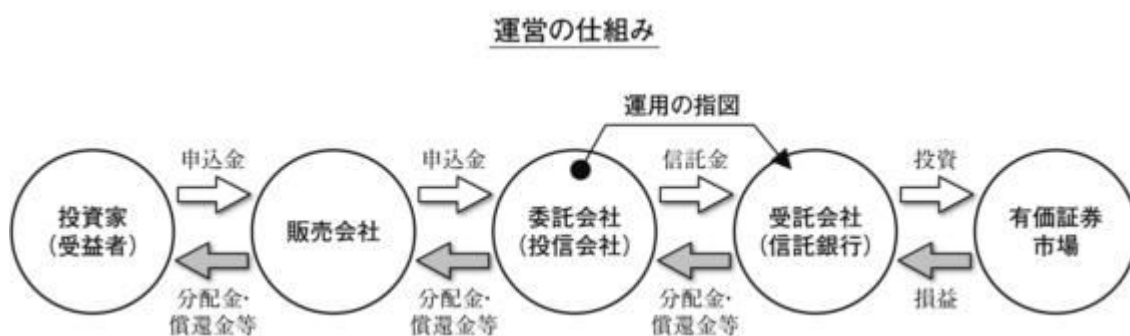 運営の仕組み
運用の指図
申込金
申込金
信託金
投資
投資家
(受益者)
販売会社
委託会社
(投信会社)
受託会社
(信託銀行)
有価証券
市場
分配金・
償還金等
分配金・
償還金等
分配金・
償還金等
損益